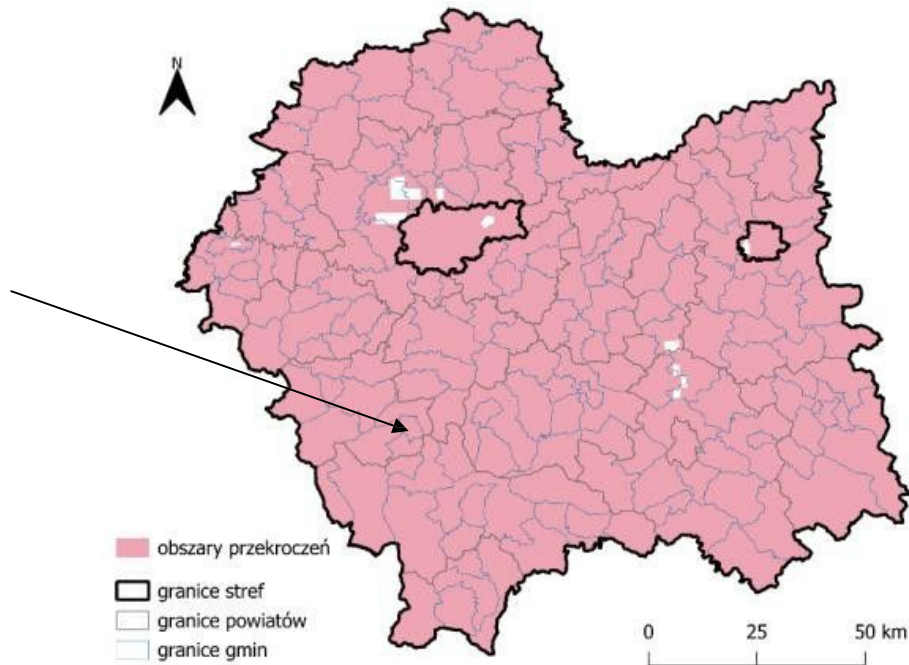 N
obszary przekroczeń
granice stref
granice powiatów
granice gmin
0 25 50 km